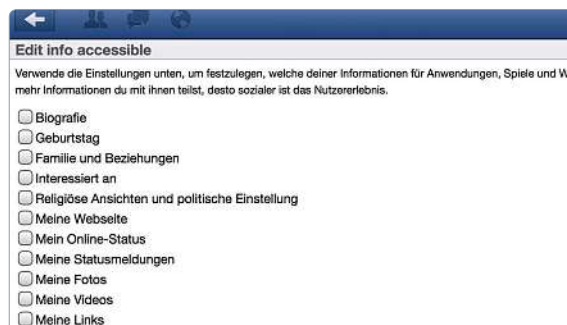 Edit info accessible
Verwende die Einstellungen unten, um festzulegen, welche deiner Informationen für Anwendungen, Spiele und W
mehr Informationen du mit ihnen teilst, desto sozialer ist das Nutzererlebnis.
Biografie
Geburtstag
Familie und Beziehungen
Interessiert an
Religiöse Ansichten und politische Einstellung
Meine Webseite
Mein Online-Status
Meine Statusmeldungen
Meine Fotos
Meine Videos
Meine Links